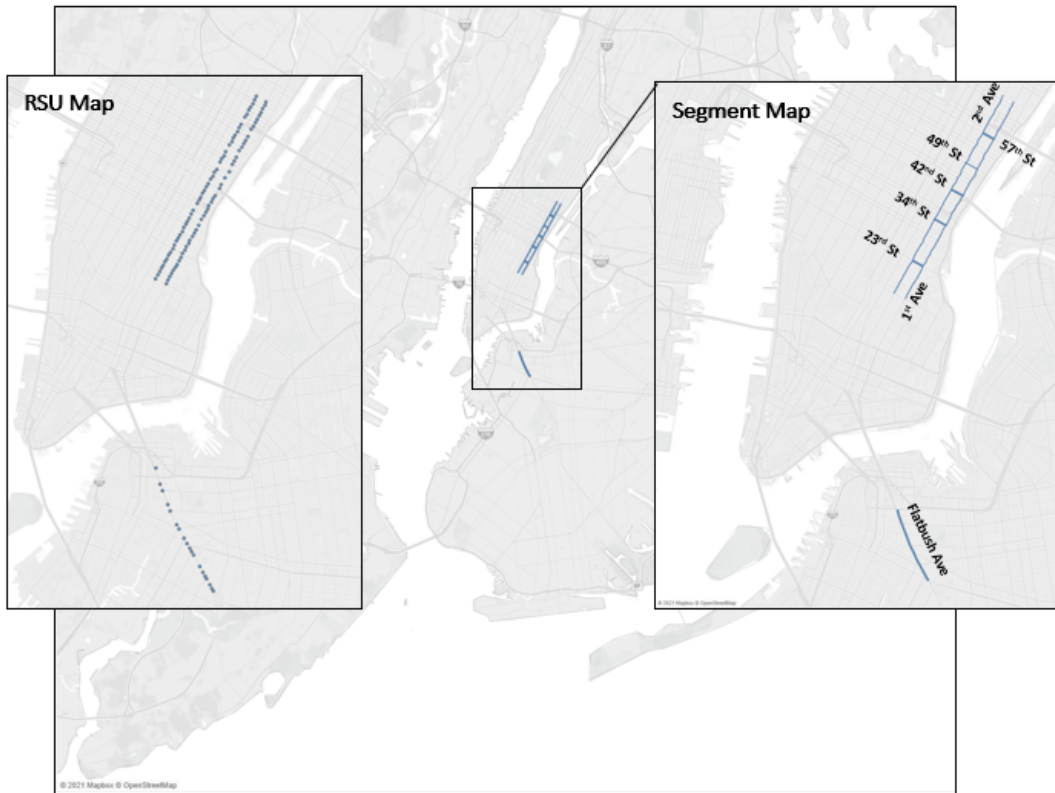 RSU Map
Segment Map
2nd Ave
49th St
57th St
42nd St
34th St
23rd St
1st Ave
Flatbush Ave
© 2021 Mapbox © OpenStreetMap
© 2021 Mapbox © OpenStreetMap